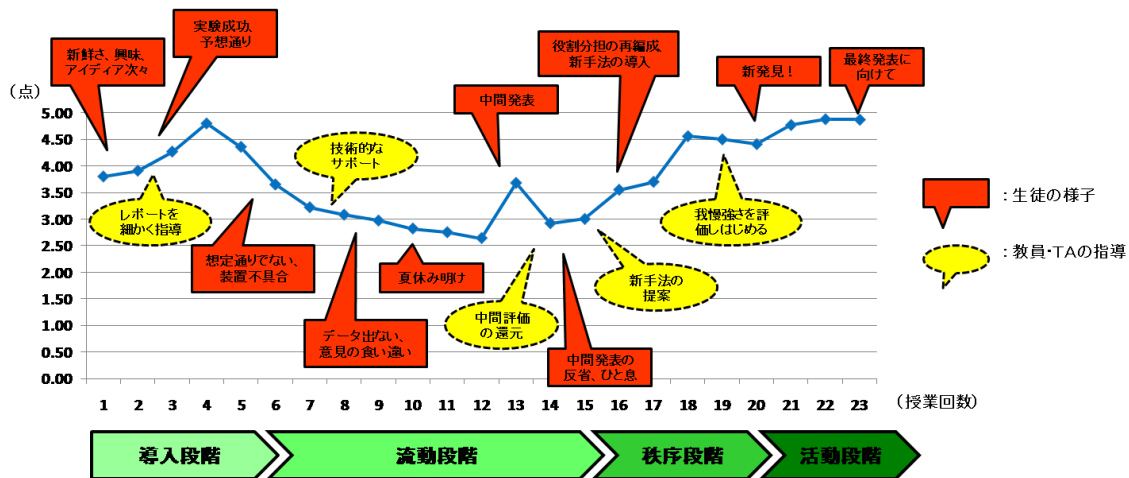 実験成功、
予想通り
新鮮さ、興味、
アイディア次々
役割分担の再編成、
新手法の導入
新発見！
最終発表に
向けて
中間発表
（点）
5.00
4.50
4.00
3.50
3.00
2.50
2.00
1.50
1.00
0.50
0.00
技術的な
サポート
レポートを
細かく指導
我慢強さを評
価しはじめる
想定通りでない、
装置不具合
夏休み明け
新手法の
提案
中間評価
の還元
データ出ない、
意見の食い違い
中間発表の
反省、ひと息
：生徒の様子
：教員・TAの指導
1 2 3 4 5 6 7 8 9 10 11 12 13 14 15 16 17 18 19 20 21 22 23
（授業回数）
導入段階
流動段階
秩序段階
活動段階